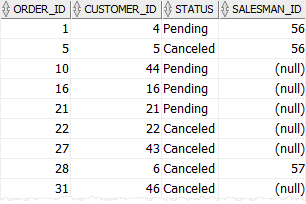 ORDER_ID CUSTOMER_ID STATUS SALESMAN_ID
1 4 Pending 56
5 5 Canceled 56
10 44 Pending (null)
16 16 Pending (null)
21 21 Pending (null)
22 22 Canceled (null)
27 43 Canceled (null)
28 6 Canceled 57
31 46 Canceled (null)